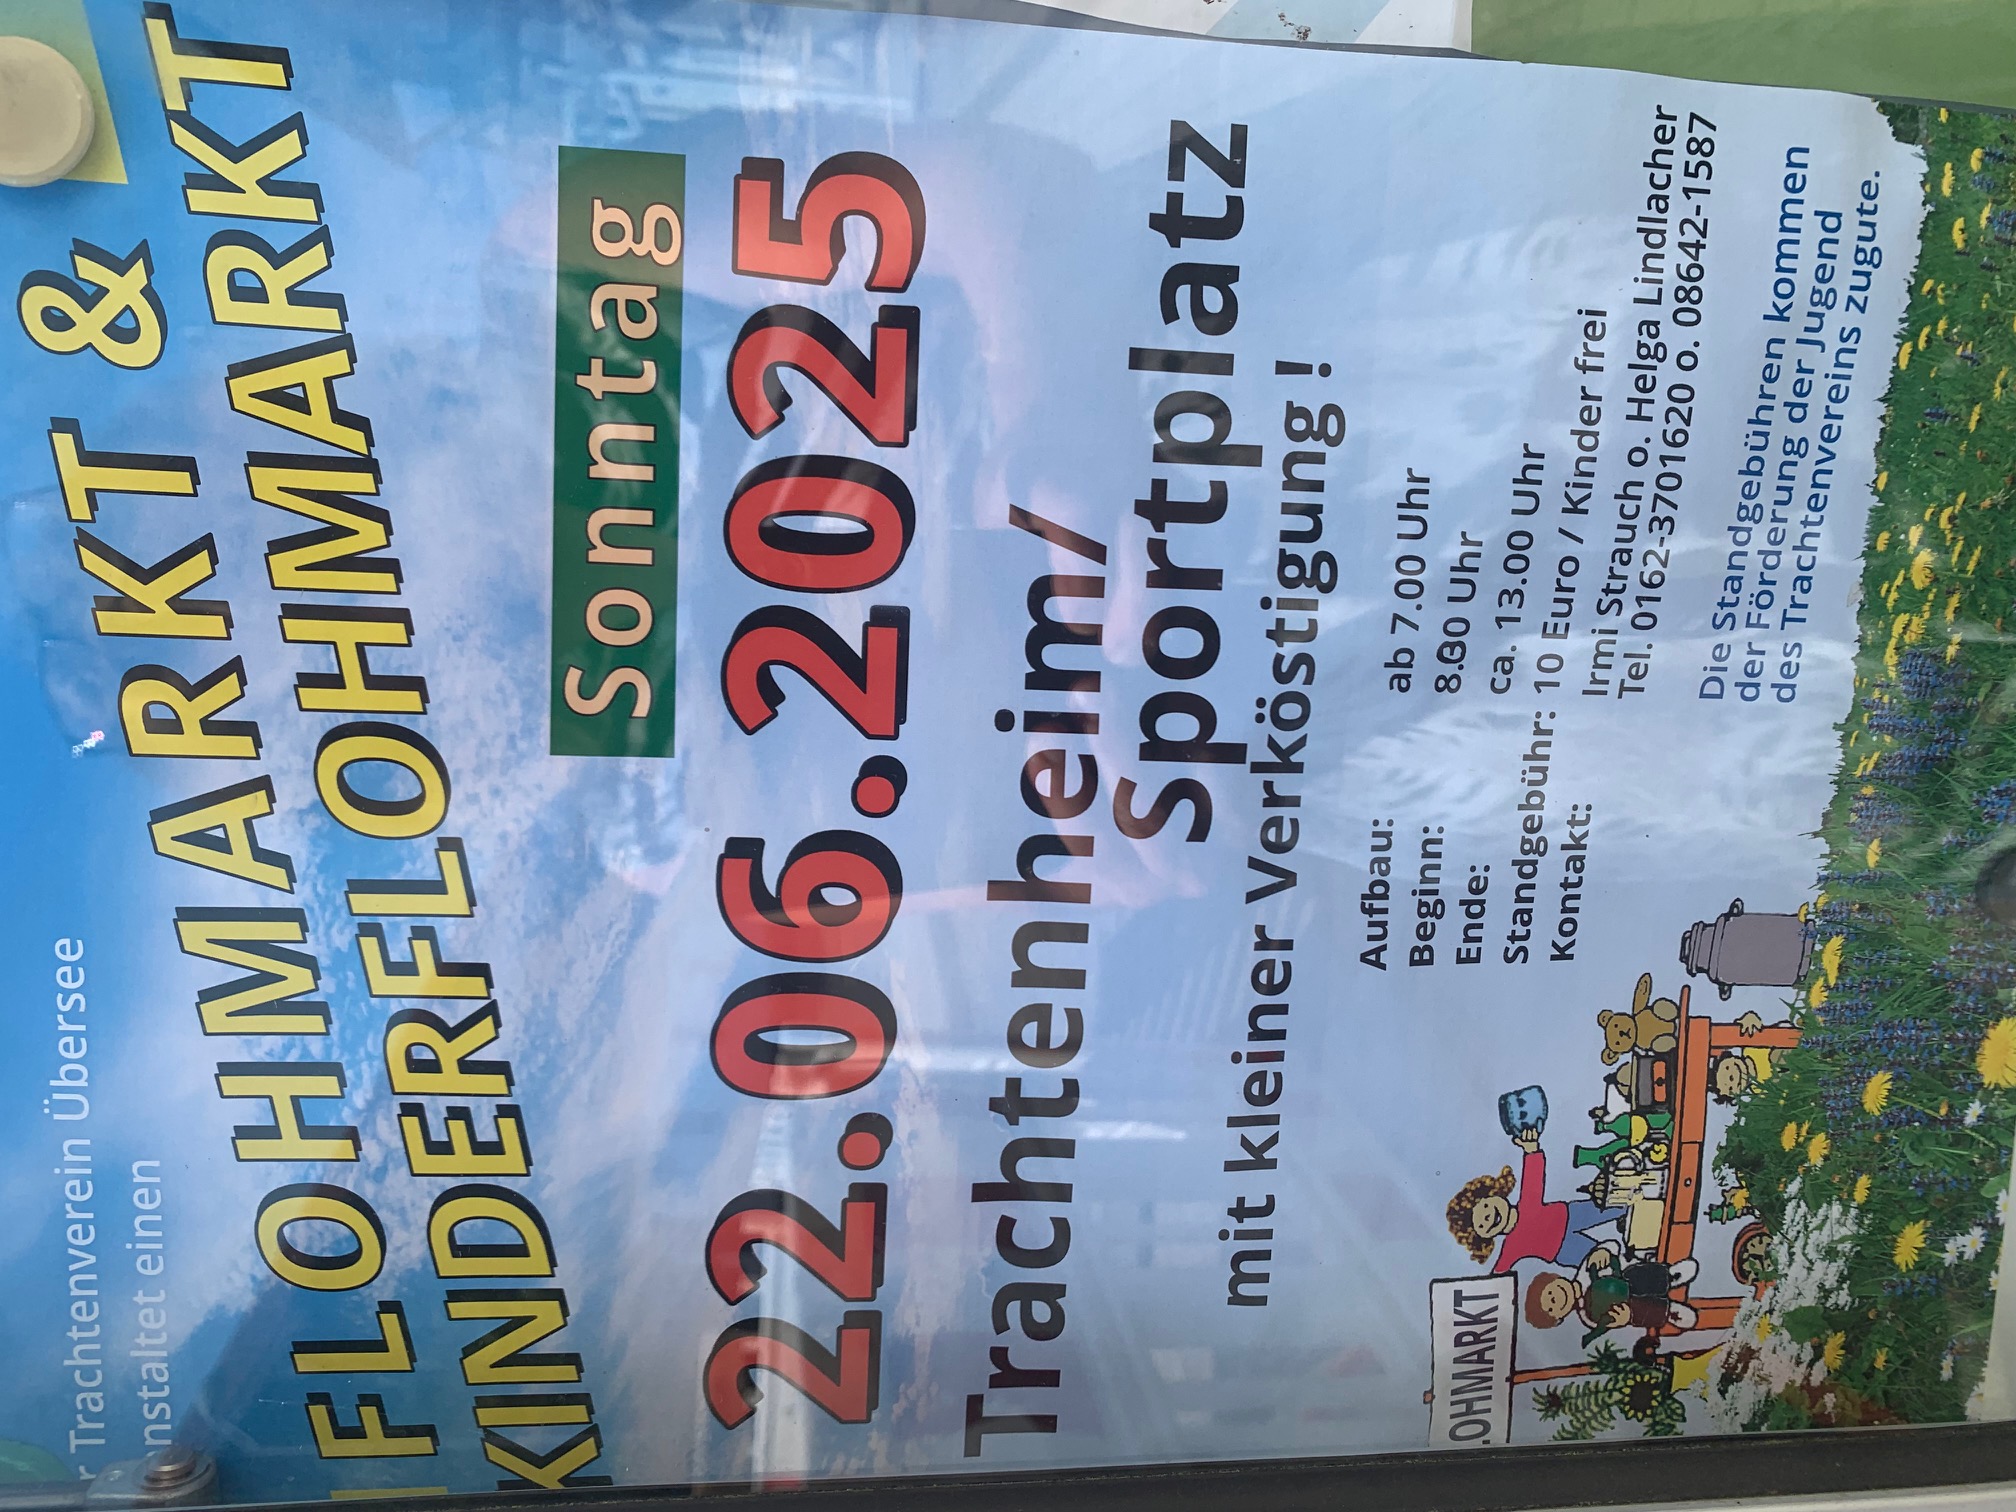 r Trachtenverein Übersee
nstaltet einen
FLOHMARKT &
KINDERFLOHMARKT
Sonntag
22.06.2025
Trachtenheim/
Sportplatz
mit kleiner Verköstigung !
Aufbau: ab 7.00 Uhr
Beginn: 8.30 Uhr
Ende: ca. 13.00 Uhr
Standgebühr: 10 Euro / Kinder frei
Kontakt: Irmi Strauch o. Helga Lindlacher
Tel. 0162-3701620 o. 08642-1587
Die Standgebühren kommen
der Förderung der Jugend
des Trachtenvereins zugute.
LOHMARKT